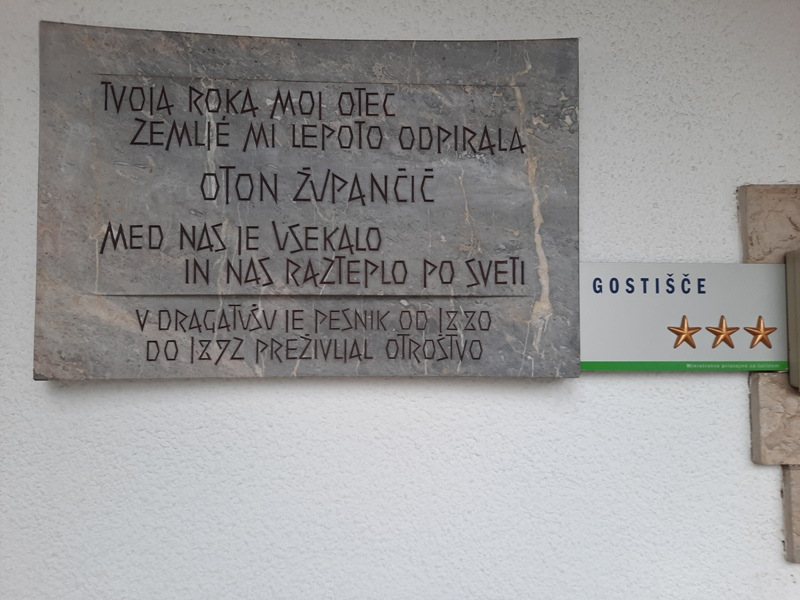 TVOJA ROKA MOJ OTEC
ZEMLJE MI LEPOTO ODPIRALA
OTON ŽUPANČIČ
MED NAS JE VSEKALO
IN NAS RAZTEPLO PO SVETI
V DRAGATUŠU JE PESNIK OD 1880
DO 1892 PREŽIVLJAL OTROŠTVO
GOSTIŠČE